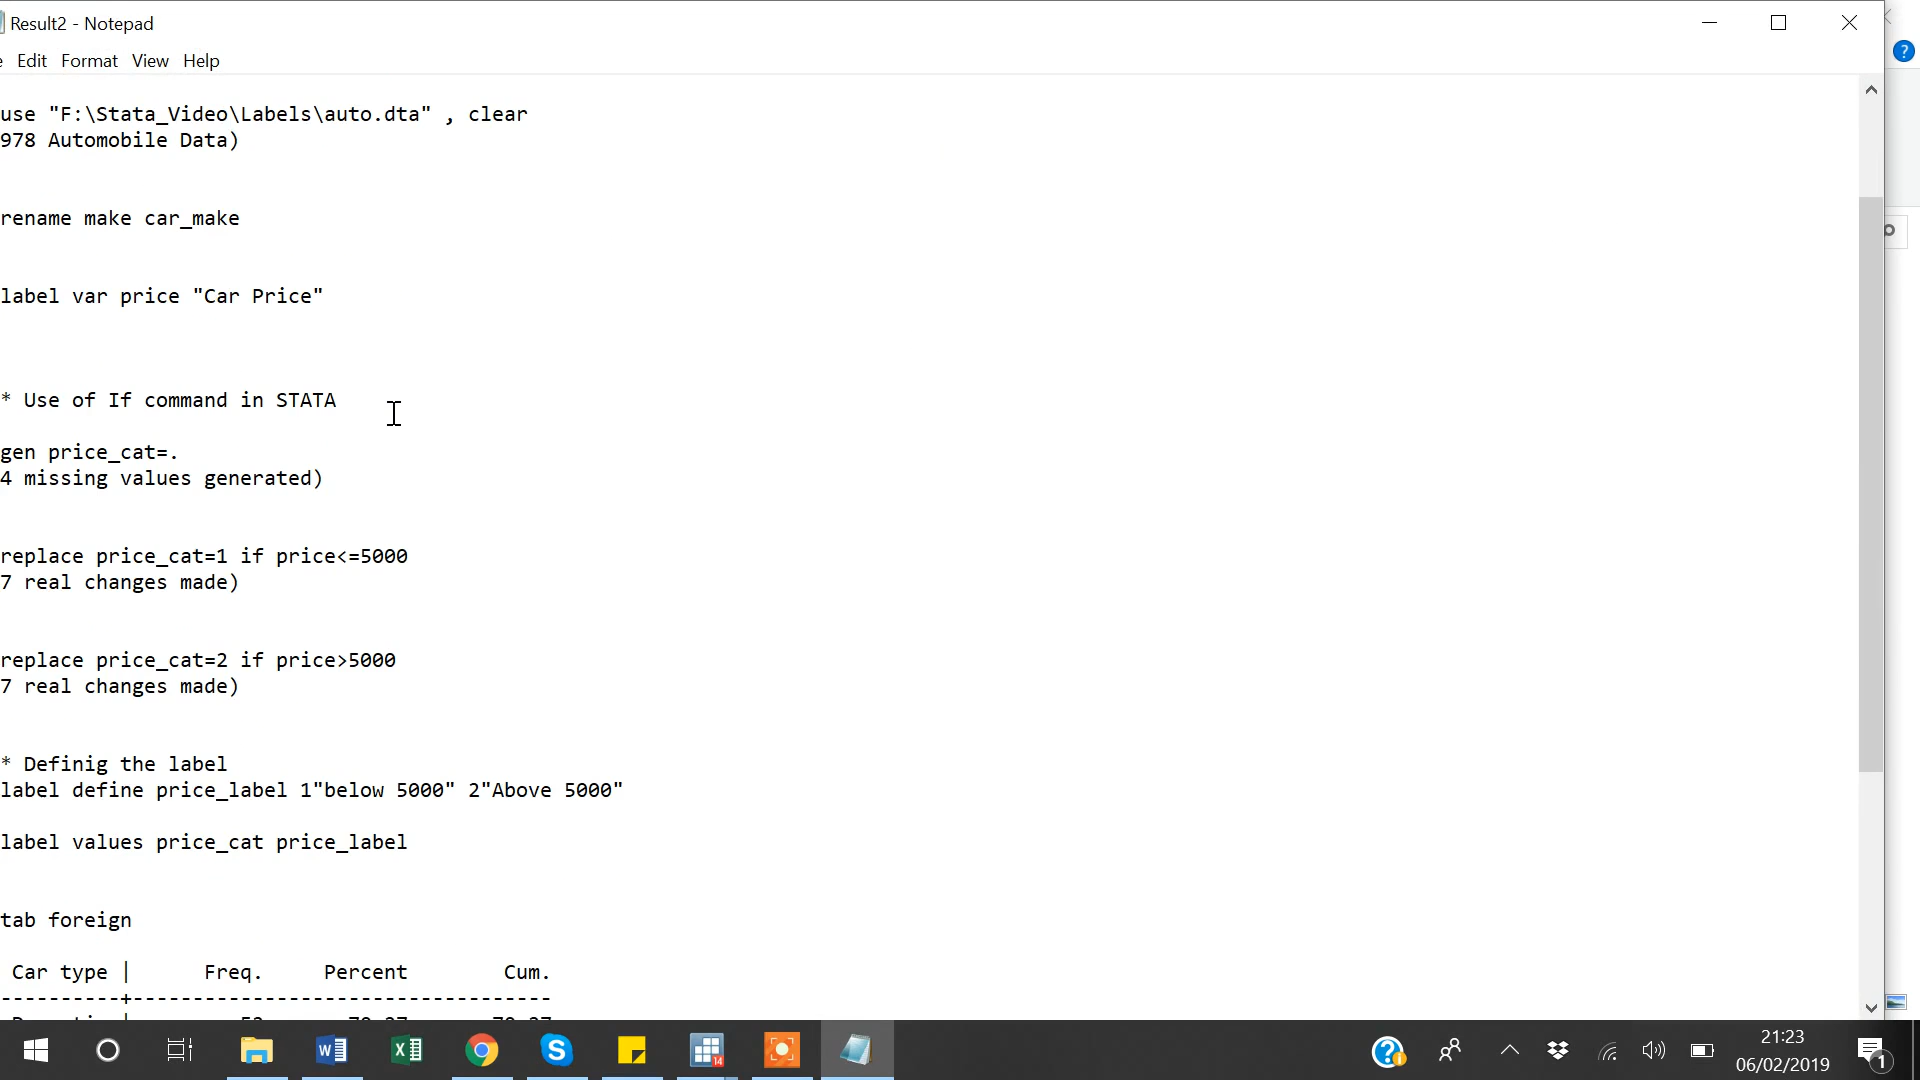 Result2 - Notepad
Edit Format View Help
use "F:\Stata_Video\Labels\auto.dta" , clear
978 Automobile Data)
rename make car_make
label var price "Car Price"
* Use of If command in STATA
gen price_cat=.
4 missing values generated)
replace price_cat=1 if price<=5000
7 real changes made)
replace price_cat=2 if price>5000
7 real changes made)
* Definig the label
label define price_label 1"below 5000" 2"Above 5000"
label values price_cat price_label
tab foreign
Car type | Freq. Percent Cum.
----------+-----------------------------------
21:23
06/02/2019
14
1